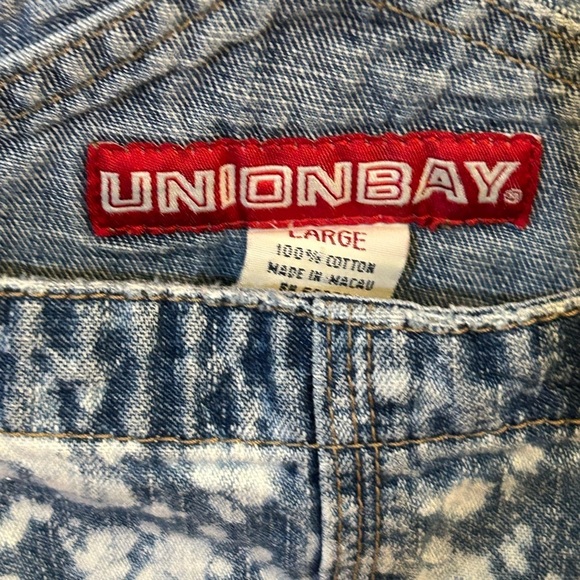 UNIONBAY®
LARGE
100% COTTON
MADE IN MACAU